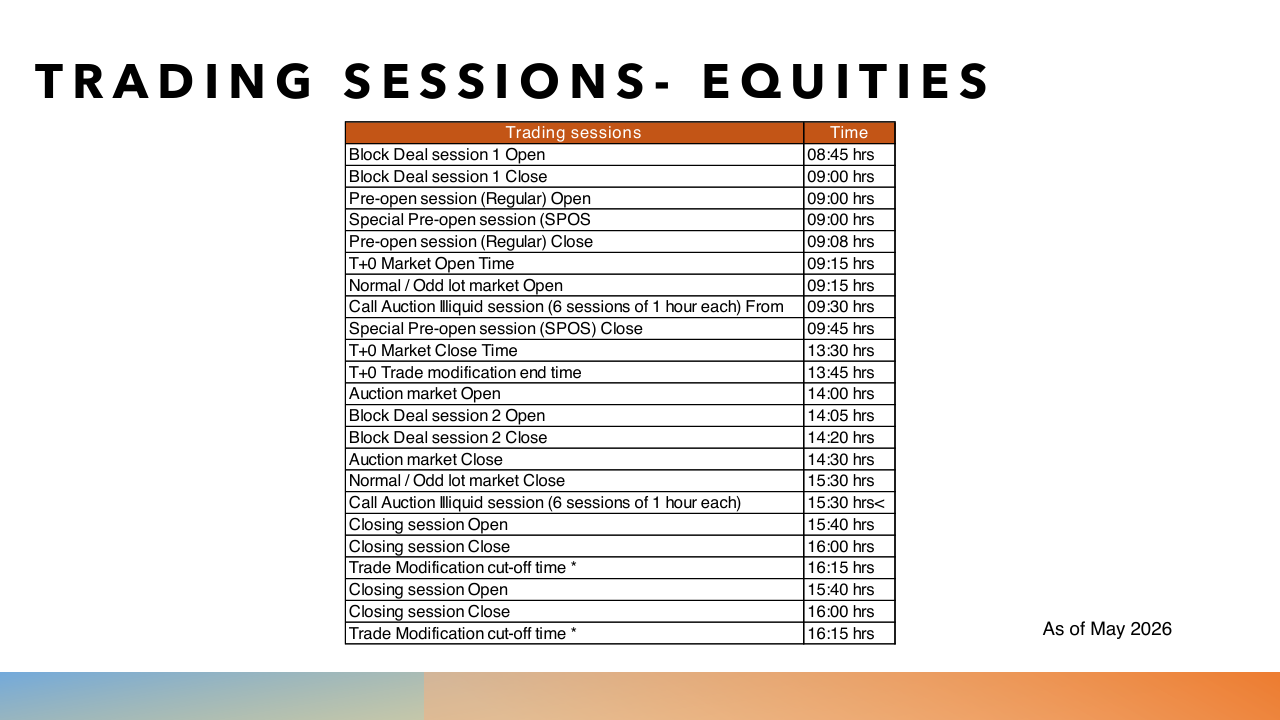 TRADING SESSIONS- EQUITIES
Trading sessions Time
Block Deal session 1 Open 08:45 hrs
Block Deal session 1 Close 09:00 hrs
Pre-open session (Regular) Open 09:00 hrs
Special Pre-open session (SPOS 09:00 hrs
Pre-open session (Regular) Close 09:08 hrs
T+0 Market Open Time 09:15 hrs
Normal / Odd lot market Open 09:15 hrs
Call Auction Illiquid session (6 sessions of 1 hour each) From 09:30 hrs
Special Pre-open session (SPOS) Close 09:45 hrs
T+0 Market Close Time 13:30 hrs
T+0 Trade modification end time 13:45 hrs
Auction market Open 14:00 hrs
Block Deal session 2 Open 14:05 hrs
Block Deal session 2 Close 14:20 hrs
Auction market Close 14:30 hrs
Normal / Odd lot market Close 15:30 hrs
Call Auction Illiquid session (6 sessions of 1 hour each) 15:30 hrs<
Closing session Open 15:40 hrs
Closing session Close 16:00 hrs
Trade Modification cut-off time * 16:15 hrs
Closing session Open 15:40 hrs
Closing session Close 16:00 hrs
Trade Modification cut-off time * 16:15 hrs
As of May 2026